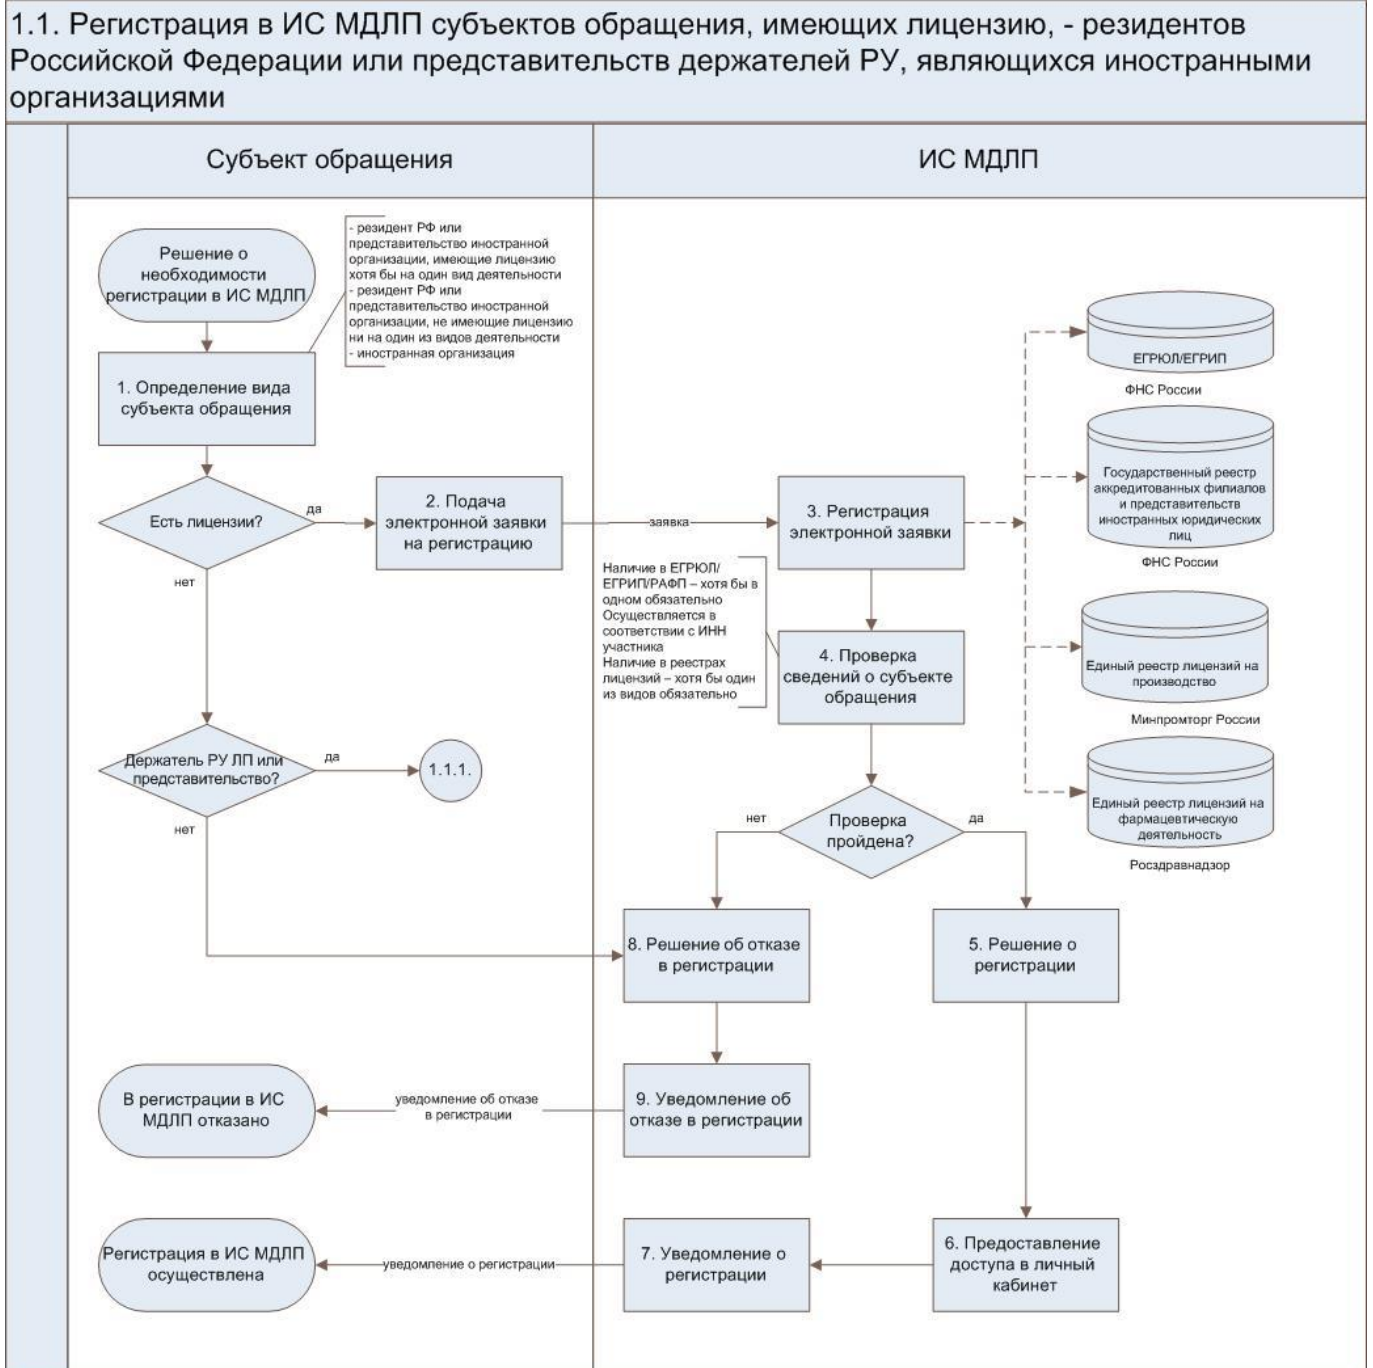 1.1. Регистрация в ИС МДЛП субъектов обращения, имеющих лицензию, - резидентов
Российской Федерации или представительств держателей РУ, являющихся иностранными
организациями
Субъект обращения
ИС МДЛП
Решение о
необходимости
регистрации в ИС МДЛП
- резидент РФ или
представительство иностранной
организации, имеющие лицензию
хотя бы на один вид деятельности
- резидент РФ или
представительство иностранной
организации, не имеющие лицензию
ни на один из видов деятельности
- иностранная организация
1. Определение вида
субъекта обращения
Есть лицензии?
да
нет
2. Подача
электронной заявки
на регистрацию
заявка
3. Регистрация
электронной заявки
ЕГРЮЛ/ЕГРИП
ФНС России
Государственный реестр
аккредитованных филиалов
и представительств
иностранных юридических
лиц
ФНС России
Единый реестр лицензий на
производство
Минпромторг России
Единый реестр лицензий на
фармацевтическую
деятельность
Росздравнадзор
Наличие в ЕГРЮЛ/
ЕГРИП/РАФП – хотя бы в
одном обязательно
Осуществляется в
соответствии с ИНН
участника
Наличие в реестрах
лицензий – хотя бы один
из видов обязательно
4. Проверка
сведений о субъекте
обращения
Держатель РУ ЛП или
представительство?
да
1.1.1.
нет
Проверка
пройдена?
нет
да
8. Решение об отказе
в регистрации
5. Решение о
регистрации
В регистрации в ИС
МДЛП отказано
уведомление об отказе
в регистрации
9. Уведомление об
отказе в регистрации
Регистрация в ИС МДЛП
осуществлена
уведомление о регистрации
7. Уведомление о
регистрации
6. Предоставление
доступа в личный
кабинет